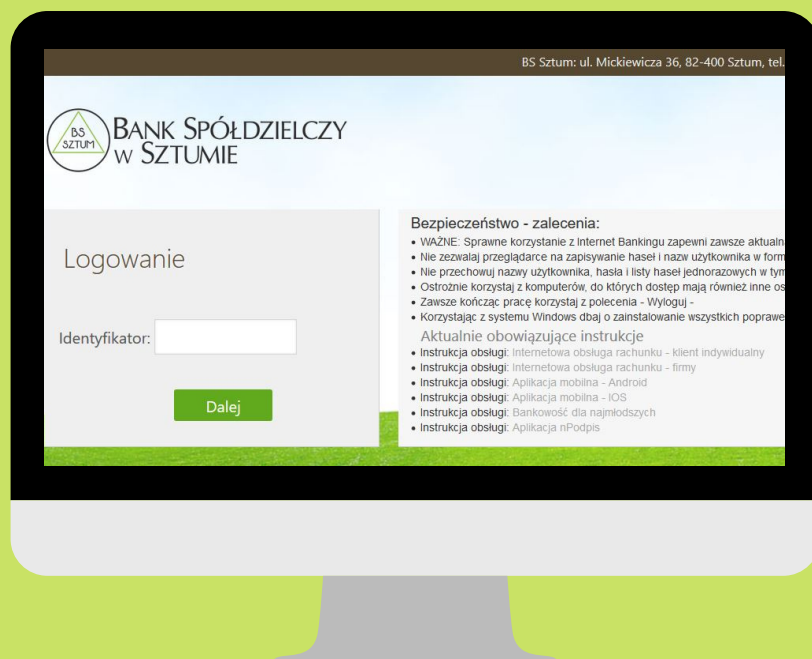 BS Sztum: ul. Mickiewicza 36, 82-400 Sztum, tel.
BS
SZTUM
BANK SPÓŁDZIELCZY
W SZTUMIE
Logowanie
Identyfikator:
Dalej
Bezpieczeństwo - zalecenia:
• WAŻNE: Sprawne korzystanie z Internet Bankingu zapewni zawsze aktualn
• Nie zezwalaj przeglądarce na zapisywanie haseł i nazw użytkownika w form
• Nie przechowuj nazwy użytkownika, hasła i listy haseł jednorazowych w tym
• Ostrożnie korzystaj z komputerów, do których dostęp mają również inne os
• Zawsze kończąc pracę korzystaj z polecenia - Wyloguj -
• Korzystając z systemu Windows dbaj o zainstalowanie wszystkich poprawe
Aktualnie obowiązujące instrukcje
• Instrukcja obsługi: Internetowa obsługa rachunku - klient indywidualny
• Instrukcja obsługi: Internetowa obsługa rachunku - firmy
• Instrukcja obsługi: Aplikacja mobilna - Android
• Instrukcja obsługi: Aplikacja mobilna - IOS
• Instrukcja obsługi: Bankowość dla najmłodszych
• Instrukcja obsługi: Aplikacja nPodpis